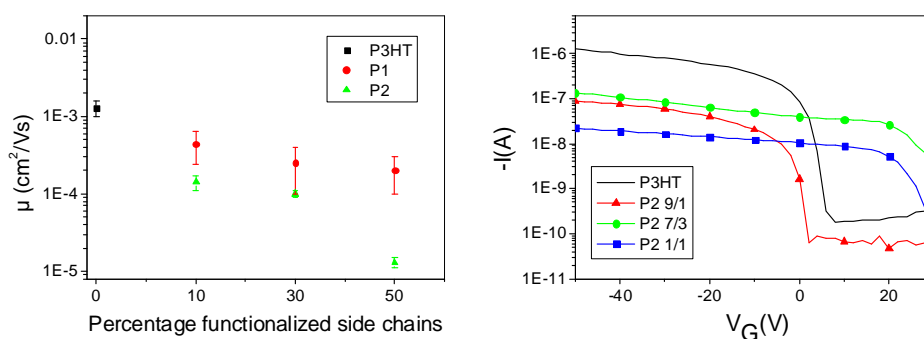 0.01
1E-3
1E-4
1E-5
μ (cm²/Vs)
P3HT
P1
P2
0
10
30
50
Percentage functionalized side chains
1E-6
1E-7
1E-8
1E-9
1E-10
1E-11
-I(A)
P3HT
P2 9/1
P2 7/3
P2 1/1
-40
-20
0
20
V_G(V)